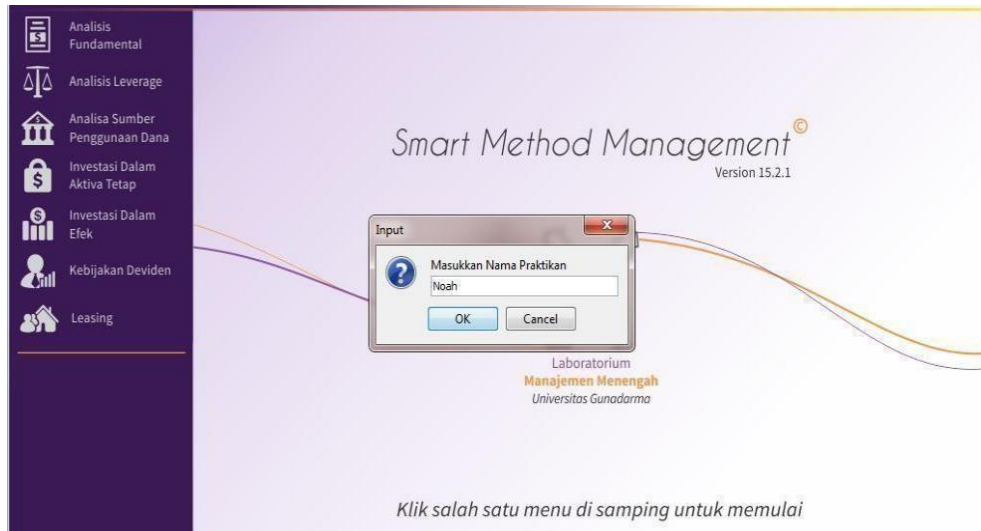 Analisis
Fundamental
Analisis Leverage
Analisa Sumber
Penggunaan Dana
Investasi Dalam
Aktiva Tetap
Investasi Dalam
Efek
Kebijakan Deviden
Leasing
Smart Method Management©
Version 15.2.1
Input
Masukkan Nama Praktikan
Noah
OK
Cancel
Laboratorium
Manajemen Menengah
Universitas Gunadarma
Klik salah satu menu di samping untuk memulai